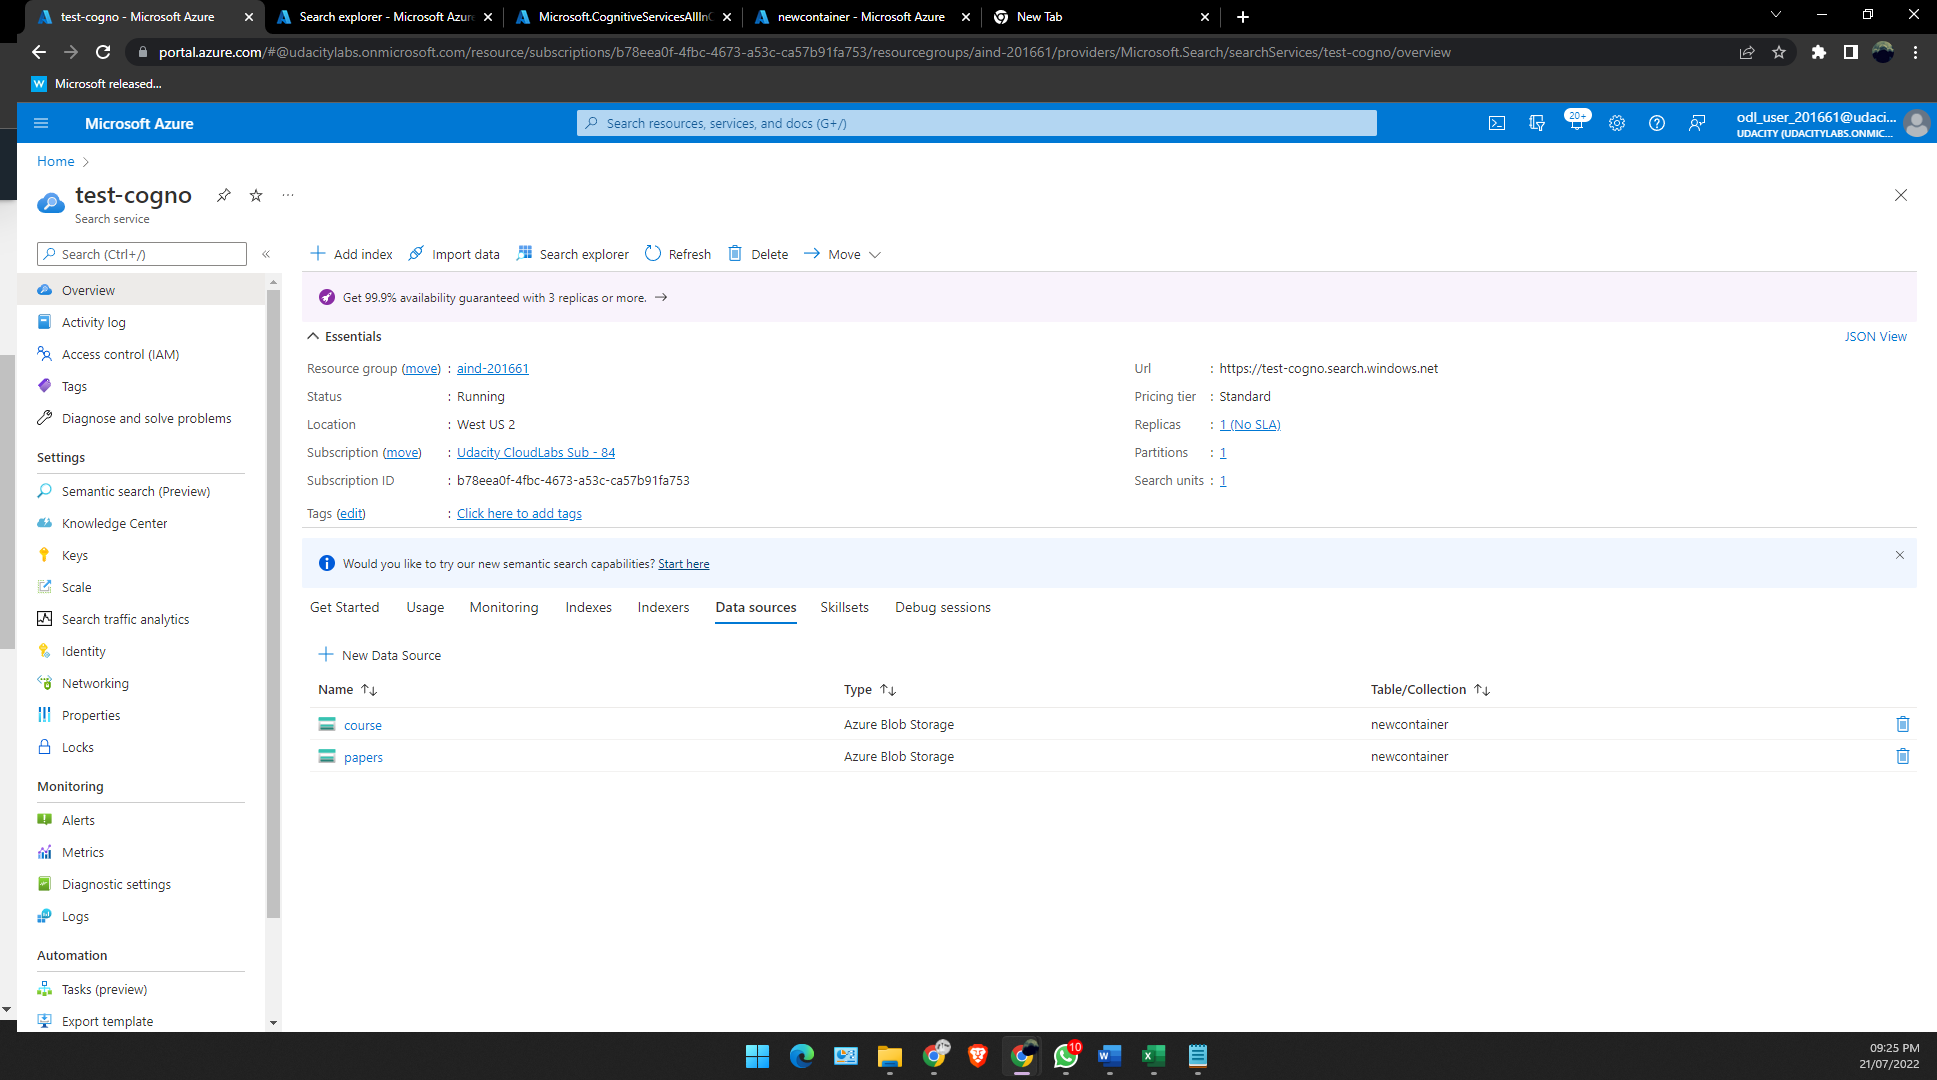 test-cogno - Microsoft Azure
Search explorer - Microsoft Azur
Microsoft.CognitiveServicesAllInO
newcontainer - Microsoft Azure
New Tab
portal.azure.com/#@udacitylabs.onmicrosoft.com/resource/subscriptions/b78eea0f-4fbc-4673-a53c-ca57b91fa753/resourcegroups/aind-201661/providers/Microsoft.Search/searchServices/test-cogno/overview
W Microsoft released...
Microsoft Azure
Search resources, services, and docs (G+/)
20+
odl_user_201661@udaci...
UDACITY (UDACITYLABS.ONMIC...
Home
test-cogno
Search service
Search (Ctrl+/)
Overview
Activity log
Access control (IAM)
Tags
Diagnose and solve problems
Settings
Semantic search (Preview)
Knowledge Center
Keys
Scale
Search traffic analytics
Identity
Networking
Properties
Locks
Monitoring
Alerts
Metrics
Diagnostic settings
Logs
Automation
Tasks (preview)
Export template
Add index
Import data
Search explorer
Refresh
Delete
Move
Get 99.9% availability guaranteed with 3 replicas or more.
Essentials
JSON View
Resource group (move) : aind-201661
Status : Running
Location : West US 2
Subscription (move) : Udacity CloudLabs Sub - 84
Subscription ID : b78eea0f-4fbc-4673-a53c-ca57b91fa753
Tags (edit) : Click here to add tags
Url : https://test-cogno.search.windows.net
Pricing tier : Standard
Replicas : 1 (No SLA)
Partitions : 1
Search units : 1
Would you like to try our new semantic search capabilities? Start here
Get Started
Usage
Monitoring
Indexes
Indexers
Data sources
Skillsets
Debug sessions
New Data Source
Name
Type
Table/Collection
course
Azure Blob Storage
newcontainer
papers
Azure Blob Storage
newcontainer
10
09:25 PM
21/07/2022